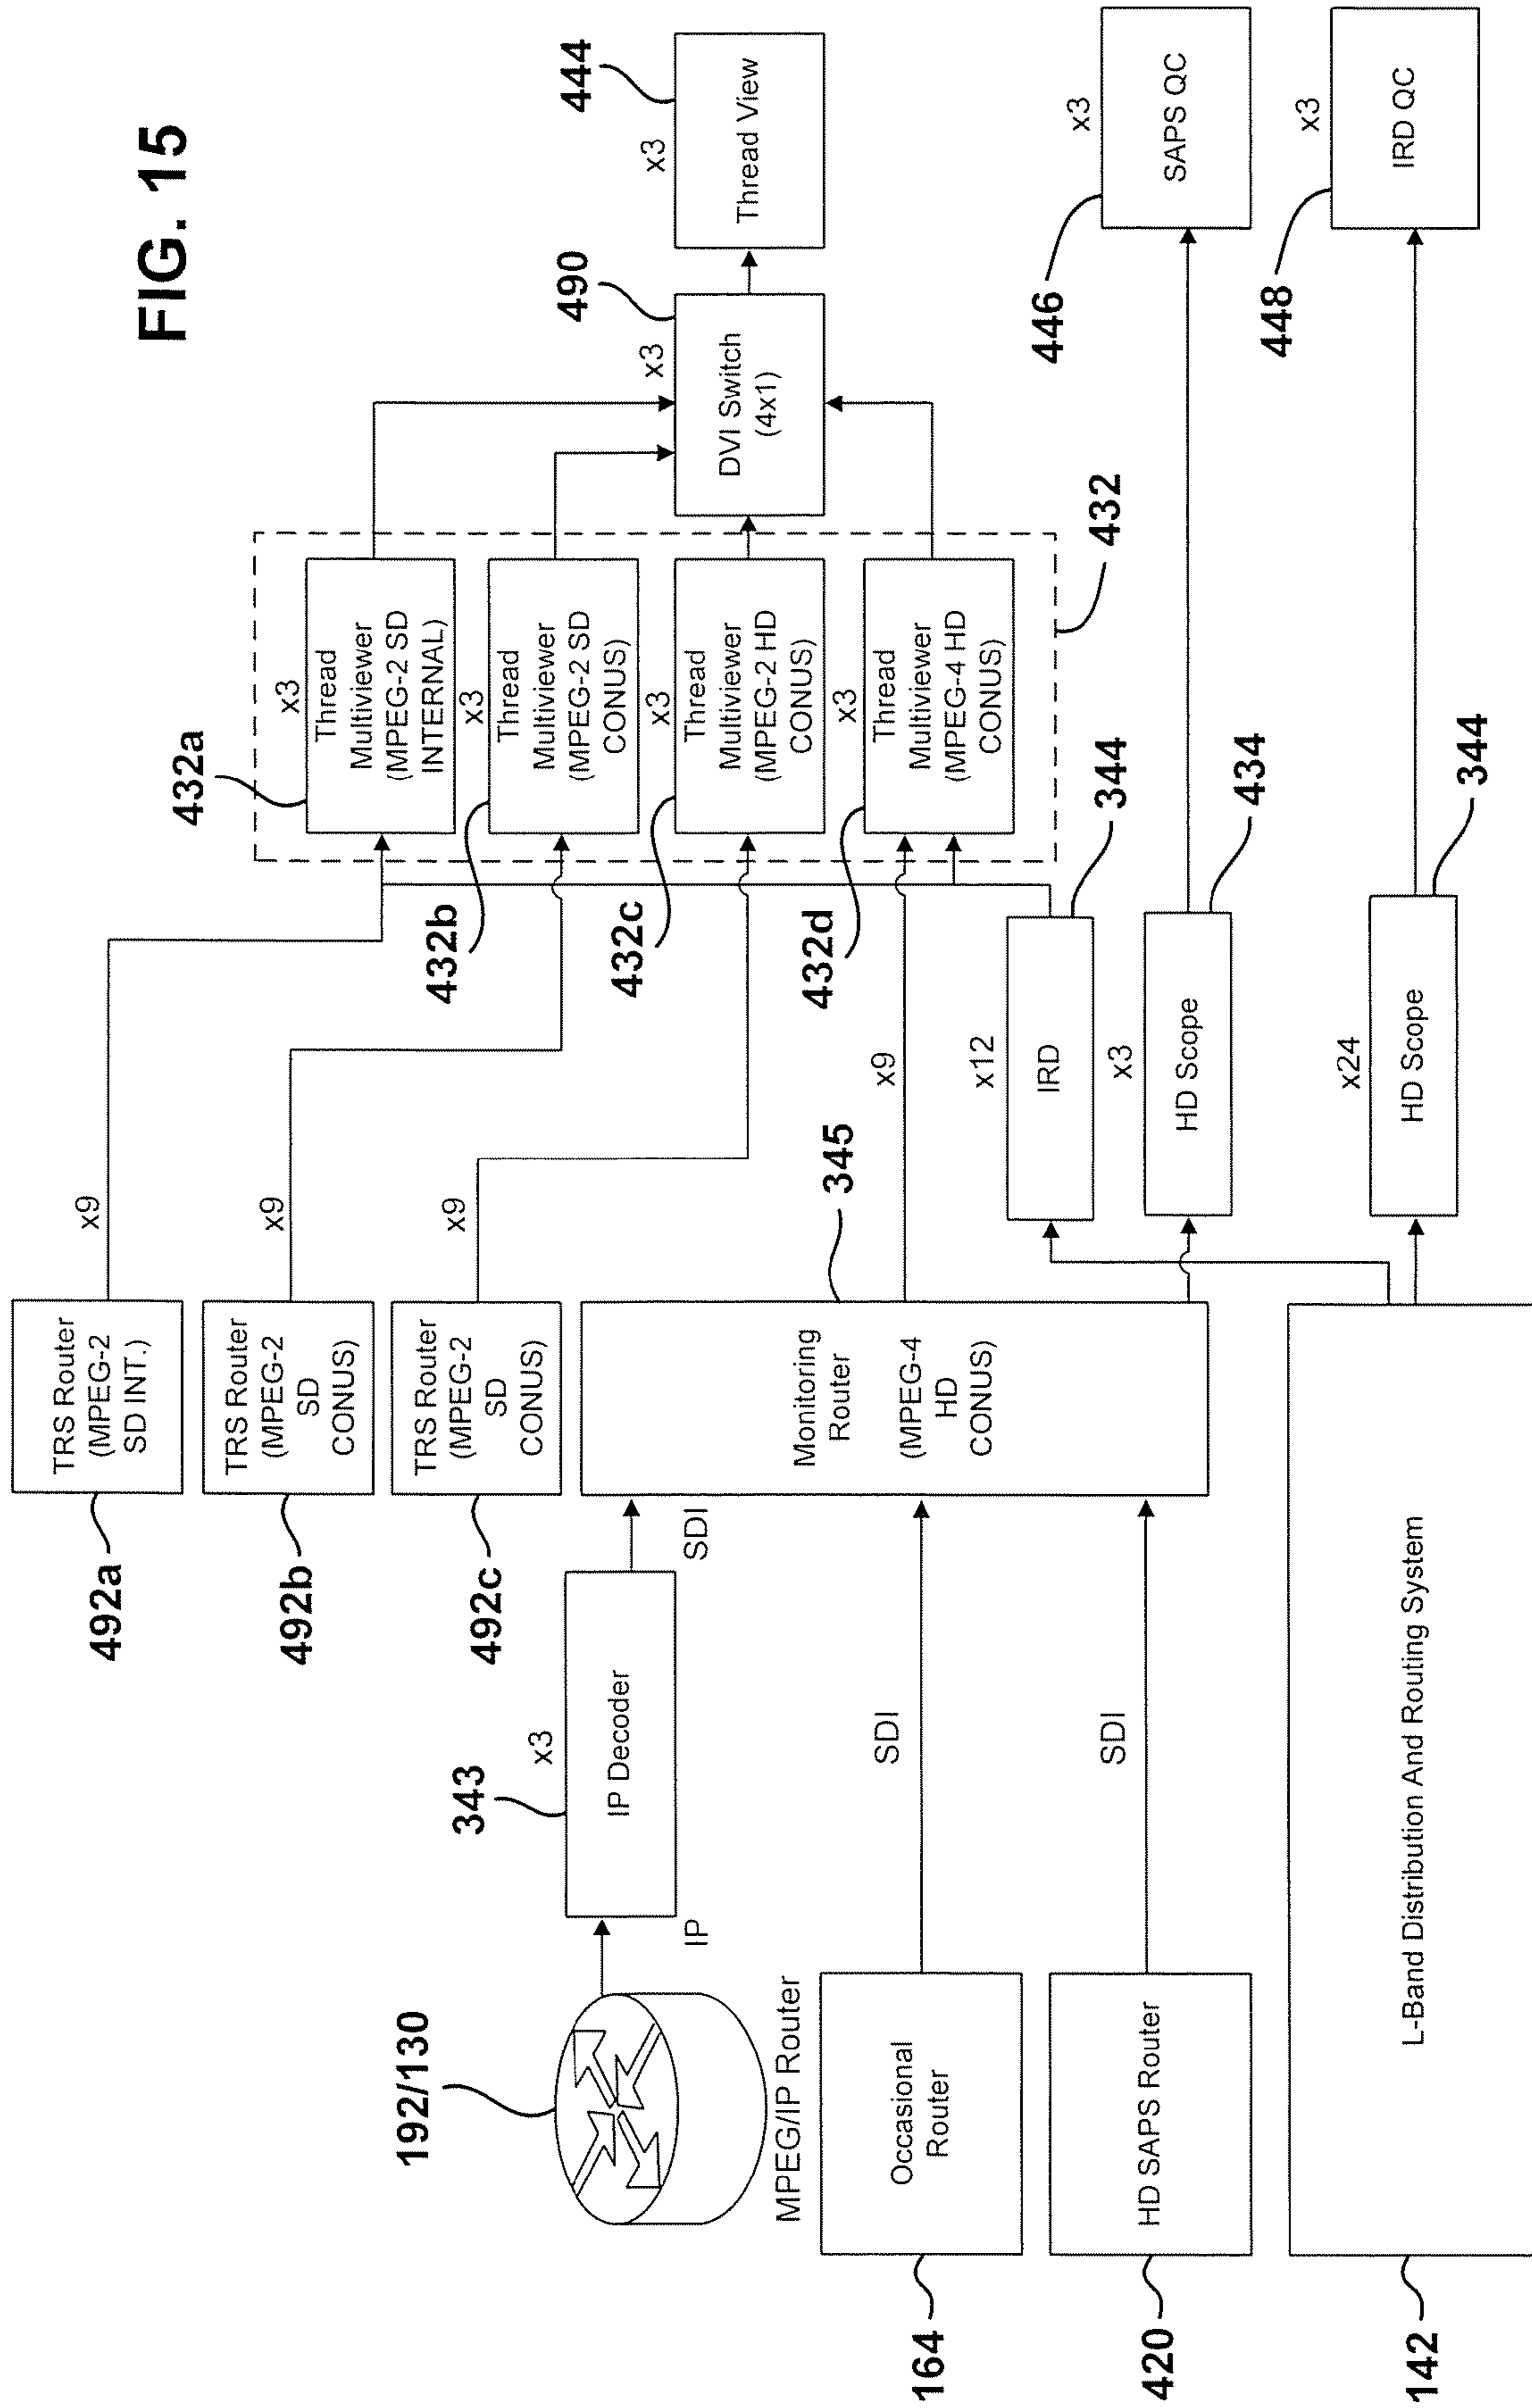 FIG. 15
492a
TRS Router
(MPEG-2
SD INT.)
x9
432a
x3
Thread
Multiviewer
(MPEG-2 SD
INTERNAL)
492b
TRS Router
(MPEG-2
SD
CONUS)
x9
432b
x3
Thread
Multiviewer
(MPEG-2 SD
CONUS)
492c
TRS Router
(MPEG-2
SD
CONUS)
x9
432c
x3
Thread
Multiviewer
(MPEG-2 HD
CONUS)
432d
x3
Thread
Multiviewer
(MPEG-4 HD
CONUS)
432
490
x3
DVI Switch
(4x1)
444
x3
Thread View
192/130
MPEG/IP Router
IP
343
x3
IP Decoder
SDI
345
Monitoring
Router
(MPEG-4
HD
CONUS)
x9
164
Occasional
Router
SDI
420
HD SAPS Router
SDI
x12
IRD
344
x3
HD Scope
434
446
x3
SAPS QC
142
L-Band Distribution And Routing System
x24
HD Scope
344
448
x3
IRD QC